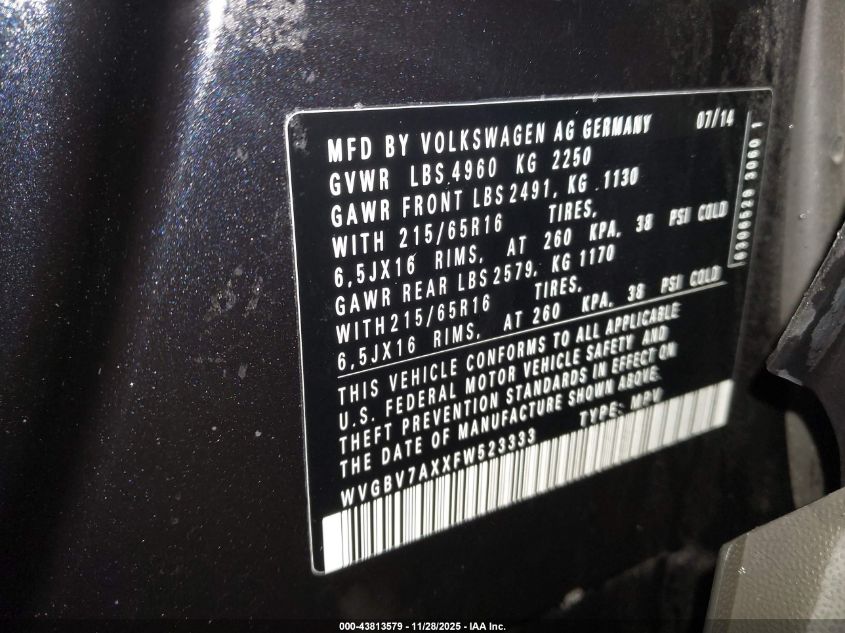 MFD BY VOLKSWAGEN AG GERMANY 07/14
GVWR LBS 4960 KG 2250
GAWR FRONT LBS 2491, KG 1130
WITH 215/65R16 TIRES,
6,5JX16 RIMS, AT 260 KPA, 38 PSI COLD
GAWR REAR LBS 2579, KG 1170
WITH 215/65R16 TIRES,
6,5JX16 RIMS, AT 260 KPA, 38 PSI COLD
THIS VEHICLE CONFORMS TO ALL APPLICABLE
U.S. FEDERAL MOTOR VEHICLE SAFETY AND
THEFT PREVENTION STANDARDS IN EFFECT ON
THE DATE OF MANUFACTURE SHOWN ABOVE.
WVGBV7AXXFW523333 TYPE: MPV
000-43813579 - 11/28/2025 - IAA Inc.